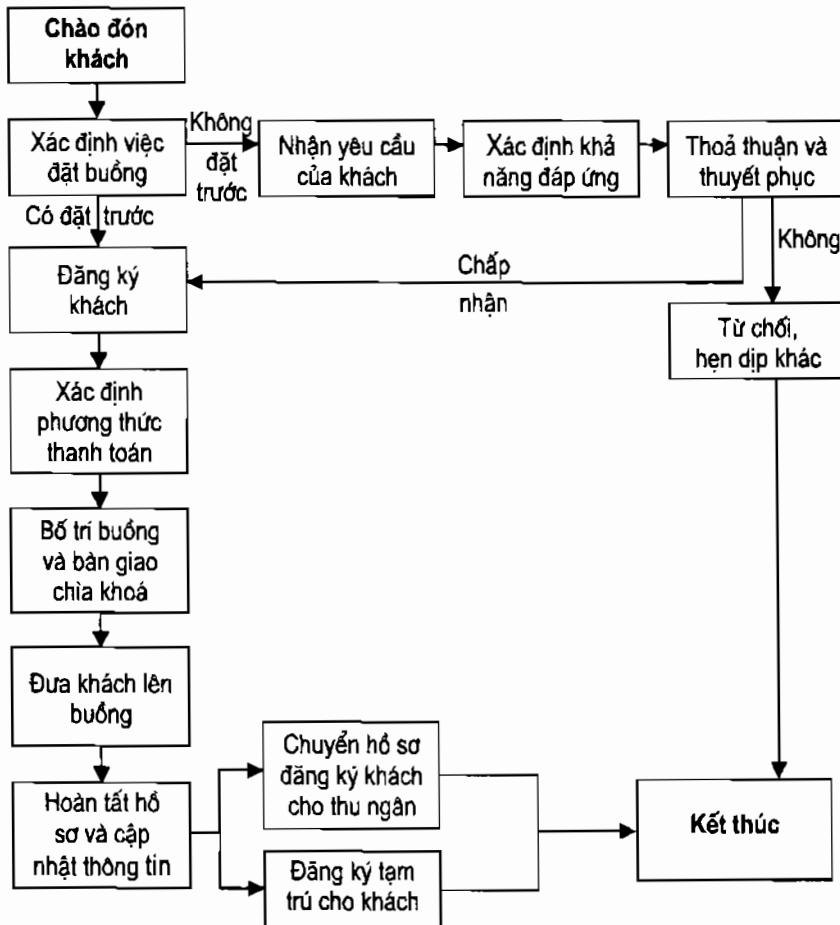 Chào đón
khách
Xác định việc
đặt buồng
Không
đặt
trước
Nhận yêu cầu
của khách
Xác định khả
năng đáp ứng
Thoả thuận và
thuyết phục
Có đặt trước
Không
Đăng ký
khách
Chấp
nhận
Từ chối,
hẹn dịp khác
Xác định
phương thức
thanh toán
Bố trí buồng
và bàn giao
chìa khoá
Đưa khách lên
buồng
Hoàn tất hồ
sơ và cập
nhật thông tin
Chuyển hồ sơ
đăng ký khách
cho thu ngân
Đăng ký tạm
trú cho khách
Kết thúc